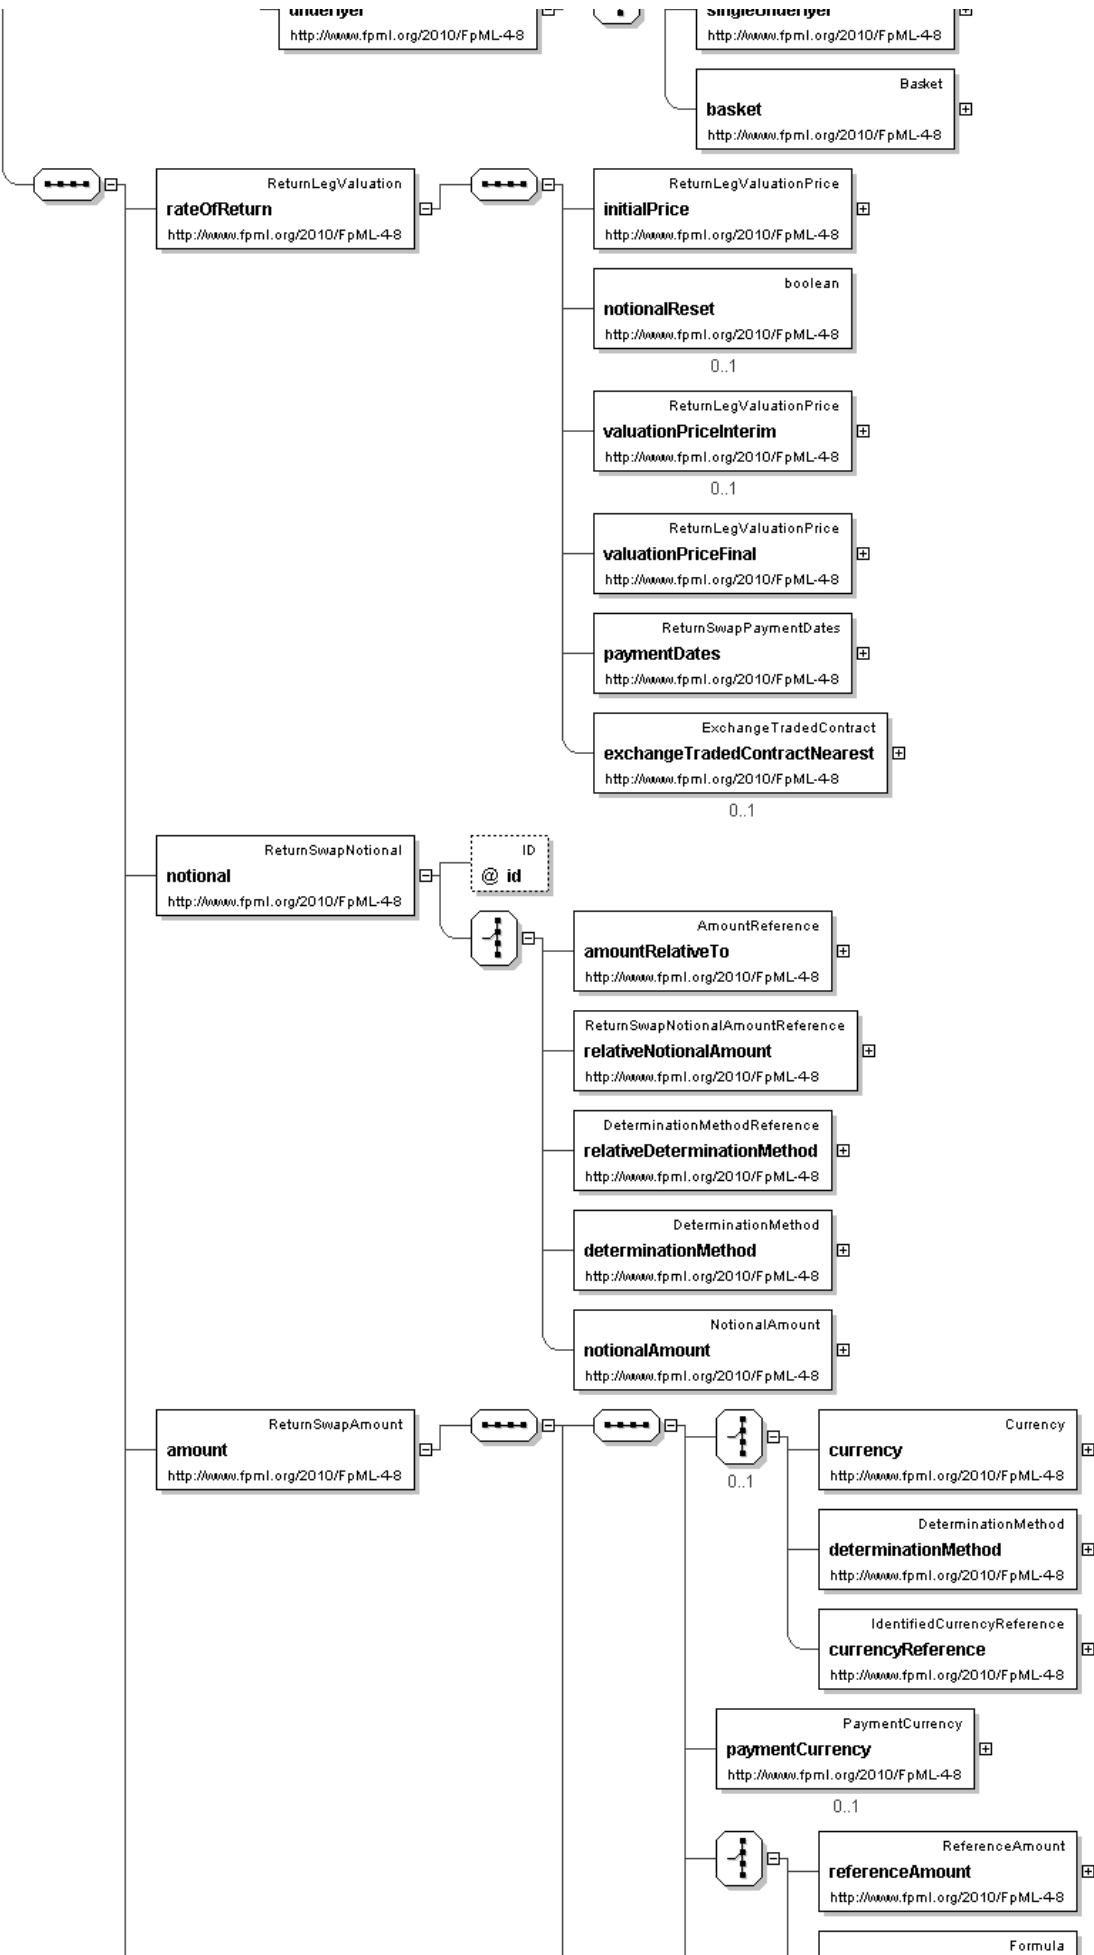 underlyer
http://www.fpml.org/2010/FpML-4-8
singleUnderlyer
http://www.fpml.org/2010/FpML-4-8
Basket
basket
http://www.fpml.org/2010/FpML-4-8
ReturnLegValuation
rateOfReturn
http://www.fpml.org/2010/FpML-4-8
ReturnLegValuationPrice
initialPrice
http://www.fpml.org/2010/FpML-4-8
boolean
notionalReset
http://www.fpml.org/2010/FpML-4-8
0..1
ReturnLegValuationPrice
valuationPriceInterim
http://www.fpml.org/2010/FpML-4-8
0..1
ReturnLegValuationPrice
valuationPriceFinal
http://www.fpml.org/2010/FpML-4-8
ReturnSwapPaymentDates
paymentDates
http://www.fpml.org/2010/FpML-4-8
ExchangeTradedContract
exchangeTradedContractNearest
http://www.fpml.org/2010/FpML-4-8
0..1
ReturnSwapNotional
notional
http://www.fpml.org/2010/FpML-4-8
ID
@ id
AmountReference
amountRelativeTo
http://www.fpml.org/2010/FpML-4-8
ReturnSwapNotionalAmountReference
relativeNotionalAmount
http://www.fpml.org/2010/FpML-4-8
DeterminationMethodReference
relativeDeterminationMethod
http://www.fpml.org/2010/FpML-4-8
DeterminationMethod
determinationMethod
http://www.fpml.org/2010/FpML-4-8
NotionalAmount
notionalAmount
http://www.fpml.org/2010/FpML-4-8
ReturnSwapAmount
amount
http://www.fpml.org/2010/FpML-4-8
0..1
Currency
currency
http://www.fpml.org/2010/FpML-4-8
DeterminationMethod
determinationMethod
http://www.fpml.org/2010/FpML-4-8
IdentifiedCurrencyReference
currencyReference
http://www.fpml.org/2010/FpML-4-8
PaymentCurrency
paymentCurrency
http://www.fpml.org/2010/FpML-4-8
0..1
ReferenceAmount
referenceAmount
http://www.fpml.org/2010/FpML-4-8
Formula